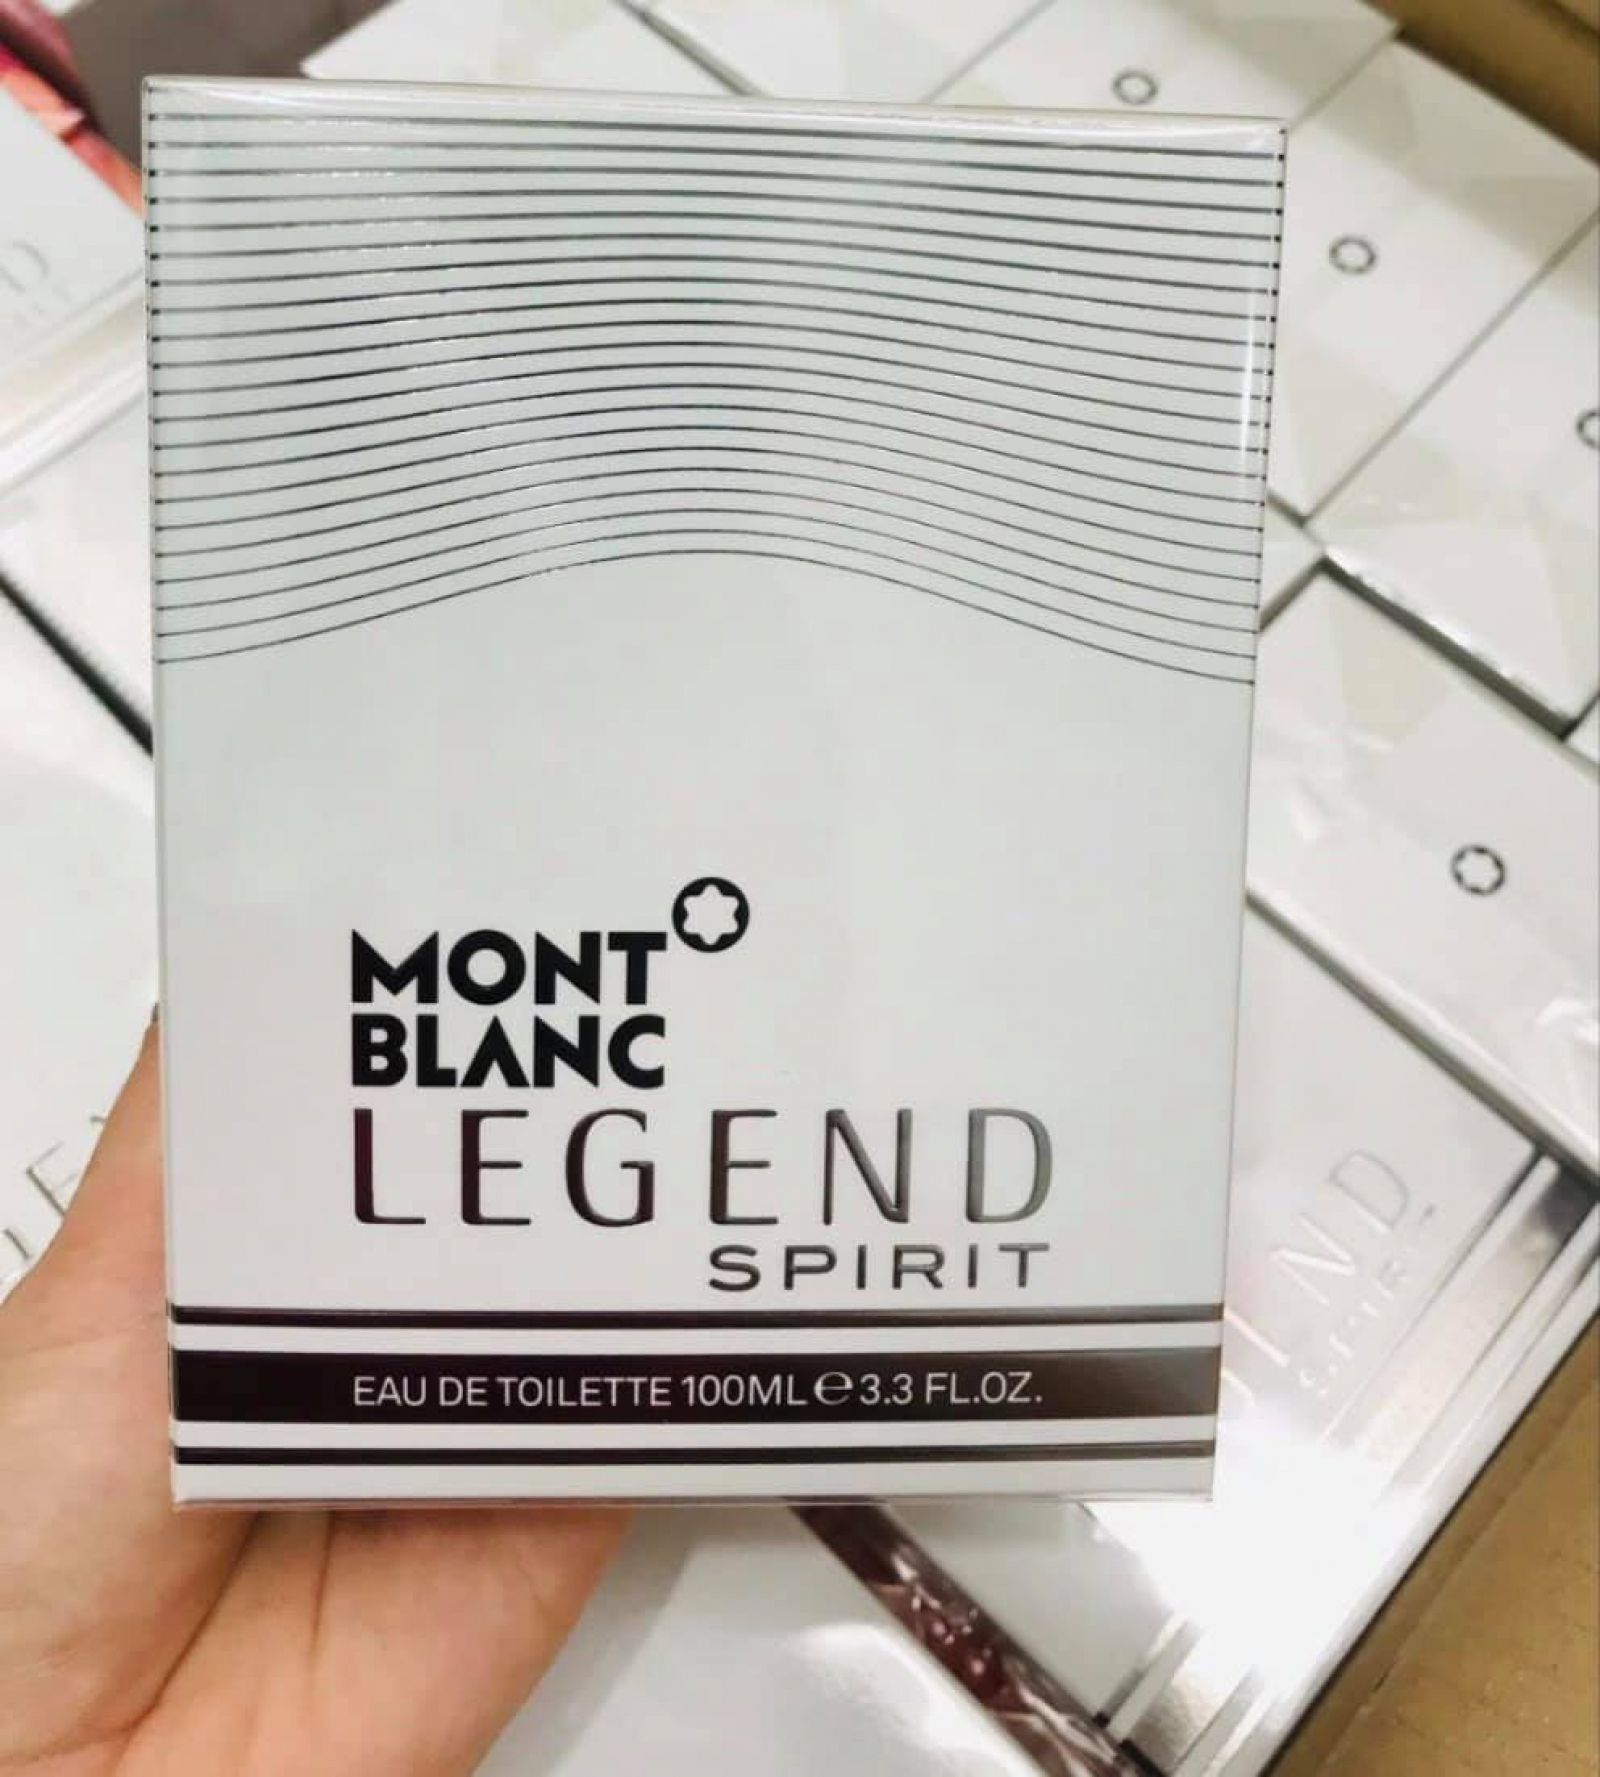 MONT
BLANC
LEGEND
SPIRIT
EAU DE TOILETTE 100ML℮3.3 FL.OZ.